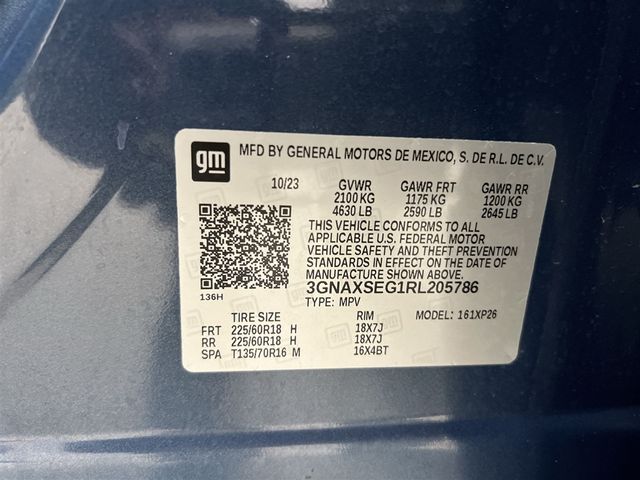 gm
MFD BY GENERAL MOTORS DE MEXICO, S. DE R.L. DE C.V.
10/23 GVWR GAWR FRT GAWR RR
2100 KG 1175 KG 1200 KG
4630 LB 2590 LB 2645 LB
THIS VEHICLE CONFORMS TO ALL
APPLICABLE U.S. FEDERAL MOTOR
VEHICLE SAFETY AND THEFT PREVENTION
STANDARDS IN EFFECT ON THE DATE OF
MANUFACTURE SHOWN ABOVE.
136H 3GNAXSEG1RL205786
TYPE: MPV MODEL: 161XP26
TIRE SIZE RIM
FRT 225/60R18 H 18X7J
RR 225/60R18 H 18X7J
SPA T135/70R16 M 16X4BT